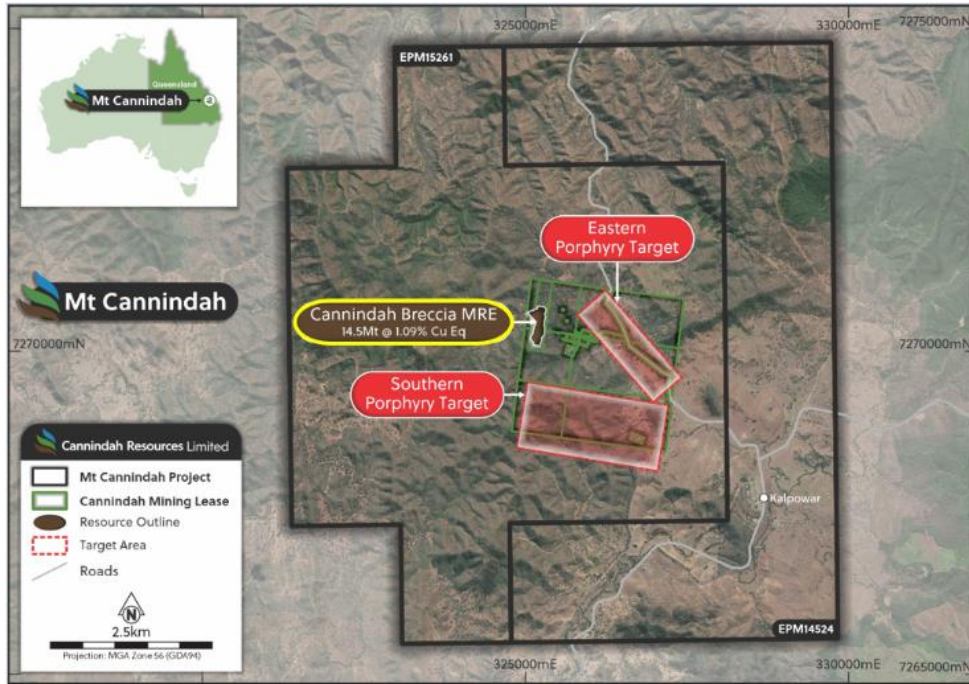 325000mE
330000mE
7275000mN
EPM15261
Queensland
Mt Cannindah
Eastern
Porphyry Target
Mt Cannindah
Cannindah Breccia MRE
14.5Mt @ 1.09% Cu Eq
7270000mN
7270000mN
Southern
Porphyry Target
Cannindah Resources Limited
Mt Cannindah Project
Cannindah Mining Lease
Resource Outline
Target Area
Roads
N
2.5km
Projection: MGA Zone 56 (GDA94)
Kalpowar
EPM14524
325000mE
330000mE
7265000mN